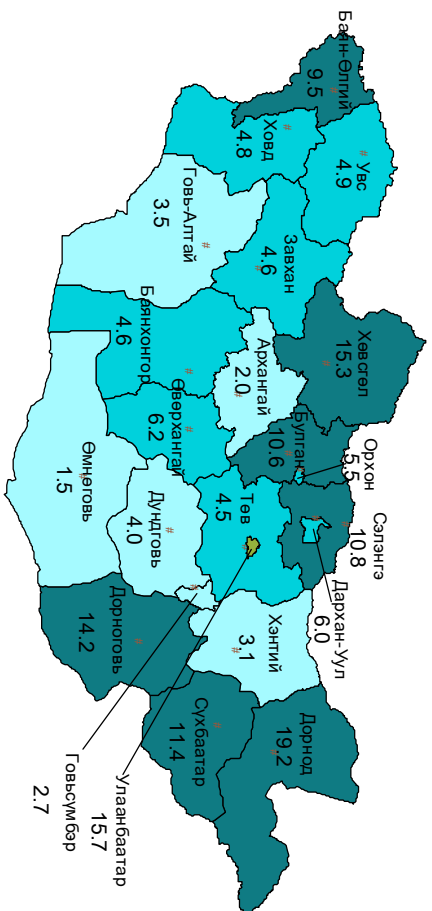 Баян-Өлгий
9.5
Увс
4.9
Ховд
4.8
Завхан
4.6
Говь-Алтай
3.5
Хөвсгөл
15.3
Архангай
2.0
Баянхонгор
4.6
Өвөрхангай
6.2
Булган
10.6
Орхон
5.5
Сэлэнгэ
10.8
Дархан-Уул
6.0
Төв
4.5
Өмнөговь
1.5
Дундговь
4.0
Дорноговь
14.2
Хэнтий
3,1
Дорнод
19,2
Сүхбаатар
11.4
Улаанбаатар
15.7
Говьсүмбэр
2.7